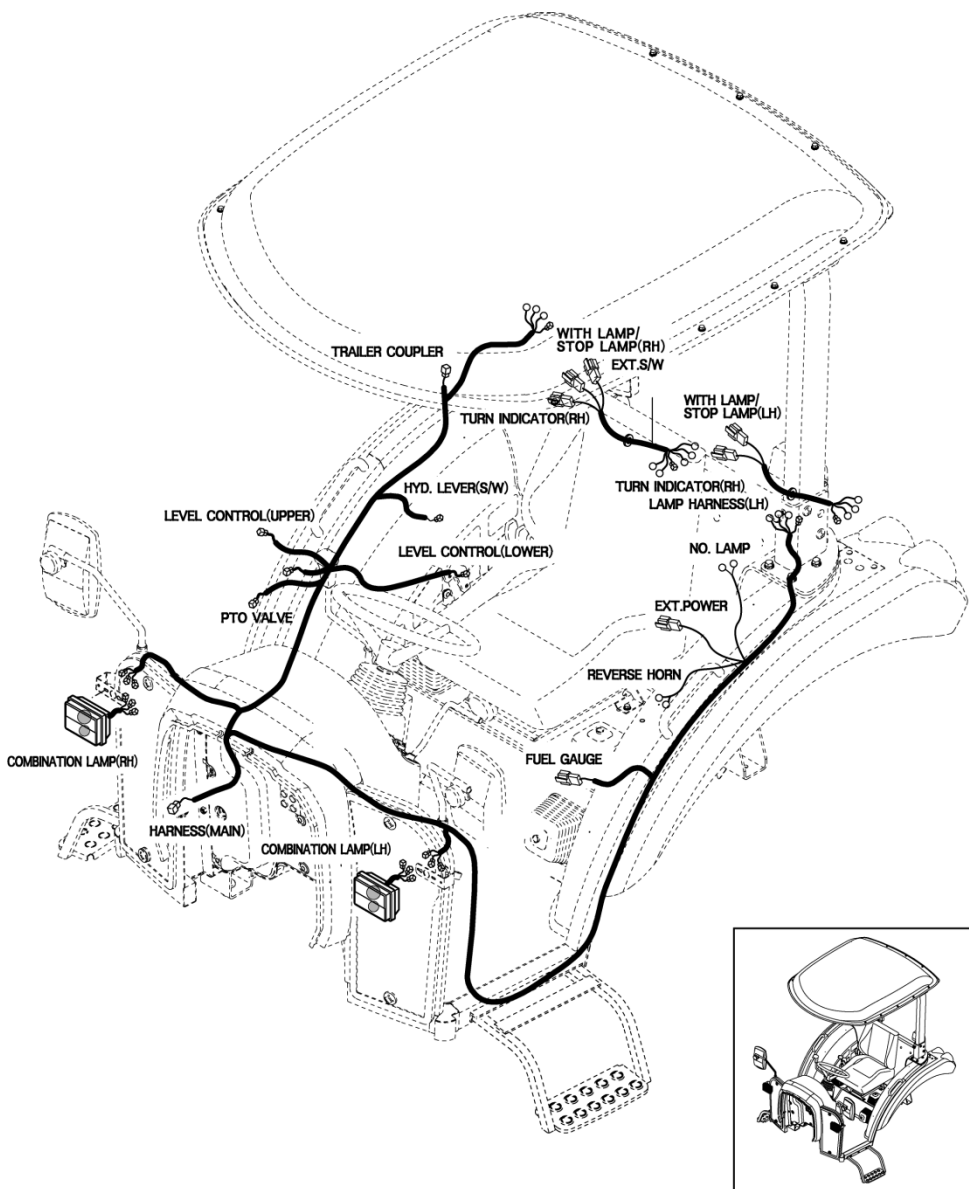 WITH LAMP/
STOP LAMP(RH)
TRAILER COUPLER
EXT.S/W
WITH LAMP/
STOP LAMP(LH)
TURN INDICATOR(RH)
HYD. LEVER(S/W)
TURN INDICATOR(RH)
LAMP HARNESS(LH)
LEVEL CONTROL(UPPER)
LEVEL CONTROL(LOWER)
NO. LAMP
PTO VALVE
EXT.POWER
REVERSE HORN
COMBINATION LAMP(RH)
FUEL GAUGE
HARNESS(MAIN)
COMBINATION LAMP(LH)